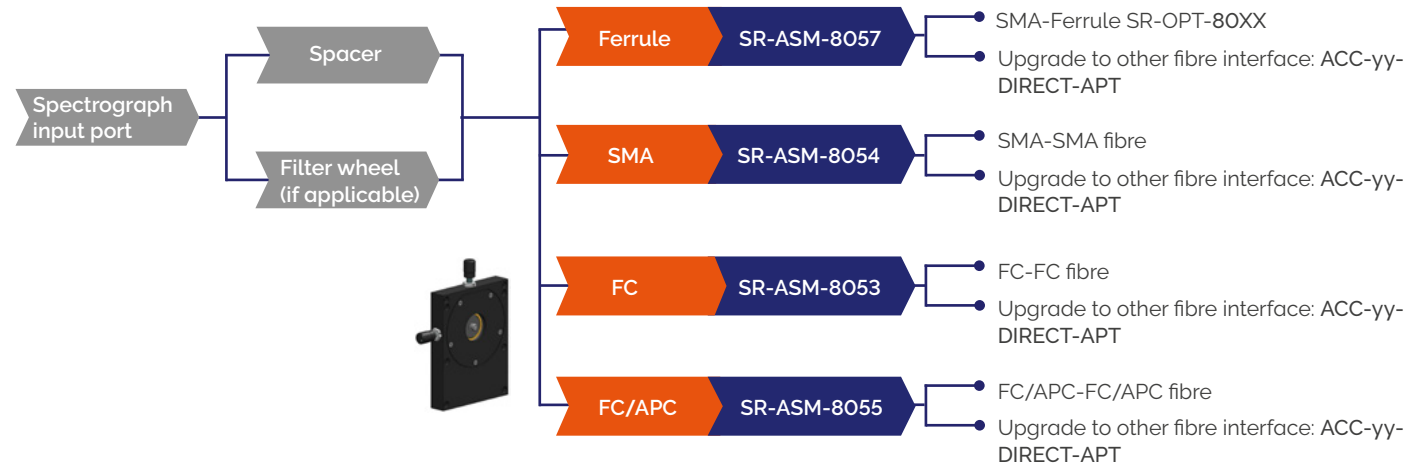 Spectrograph
input port
Spacer
Filter wheel
(if applicable)
Ferrule
SR-ASM-8057
SMA-Ferrule SR-OPT-80XX
Upgrade to other fibre interface: ACC-yy-
DIRECT-APT
SMA
SR-ASM-8054
SMA-SMA fibre
Upgrade to other fibre interface: ACC-yy-
DIRECT-APT
FC
SR-ASM-8053
FC-FC fibre
Upgrade to other fibre interface: ACC-yy-
DIRECT-APT
FC/APC
SR-ASM-8055
FC/APC-FC/APC fibre
Upgrade to other fibre interface: ACC-yy-
DIRECT-APT